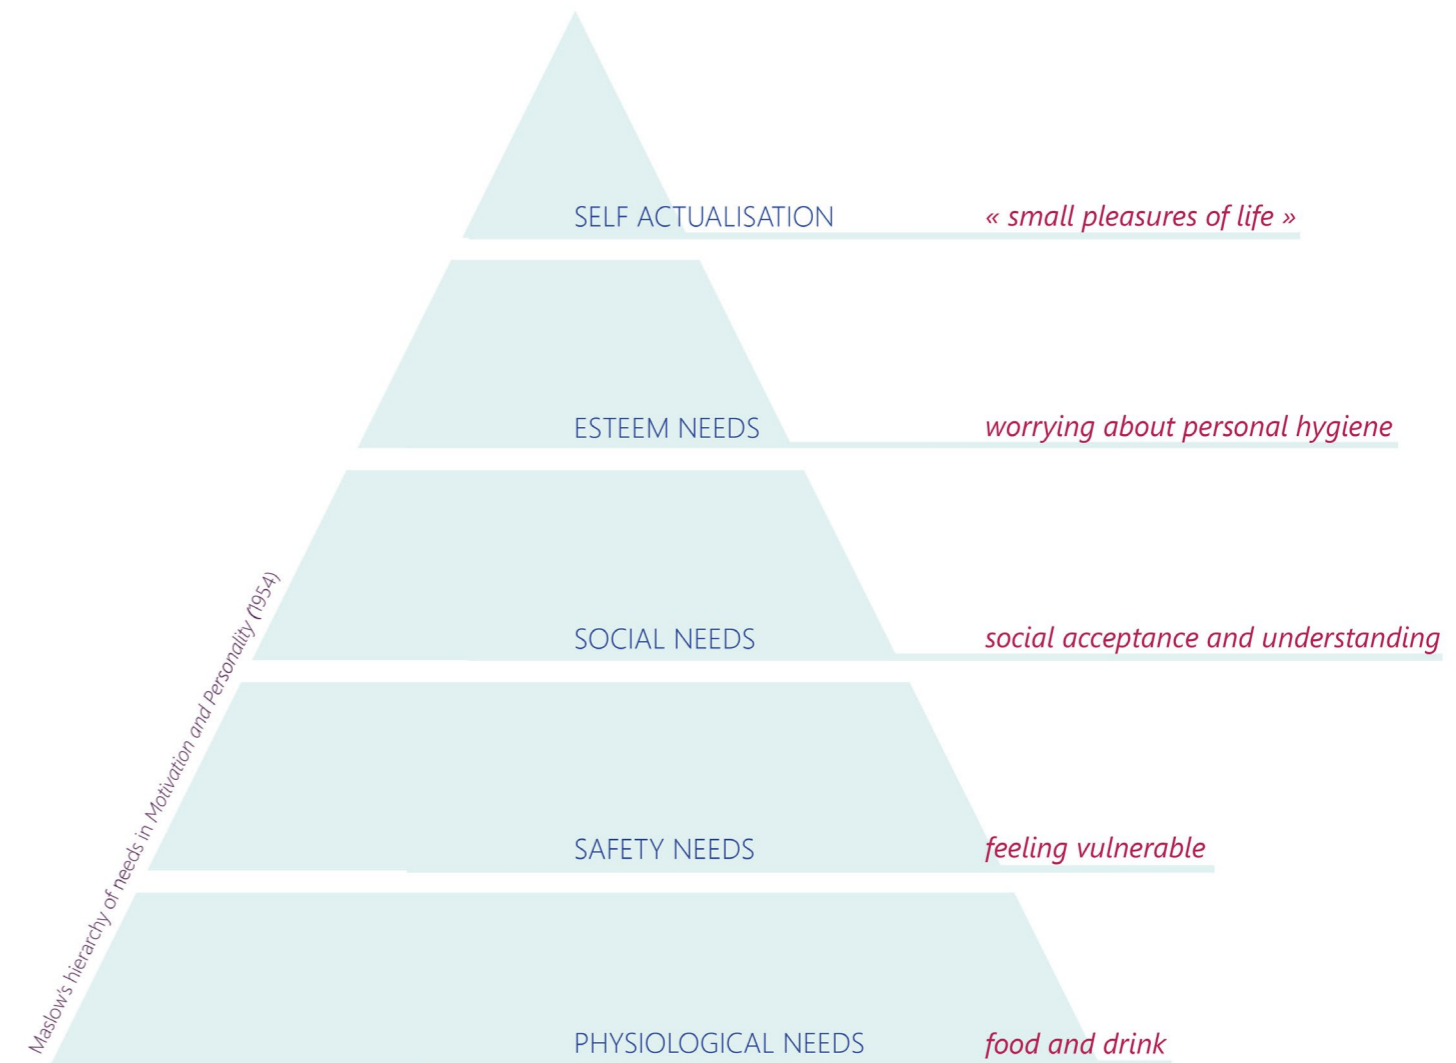 SELF ACTUALISATION « small pleasures of life »
ESTEEM NEEDS worrying about personal hygiene
SOCIAL NEEDS social acceptance and understanding
SAFETY NEEDS feeling vulnerable
PHYSIOLOGICAL NEEDS food and drink
Maslow's hierarchy of needs in Motivation and Personality (1954)